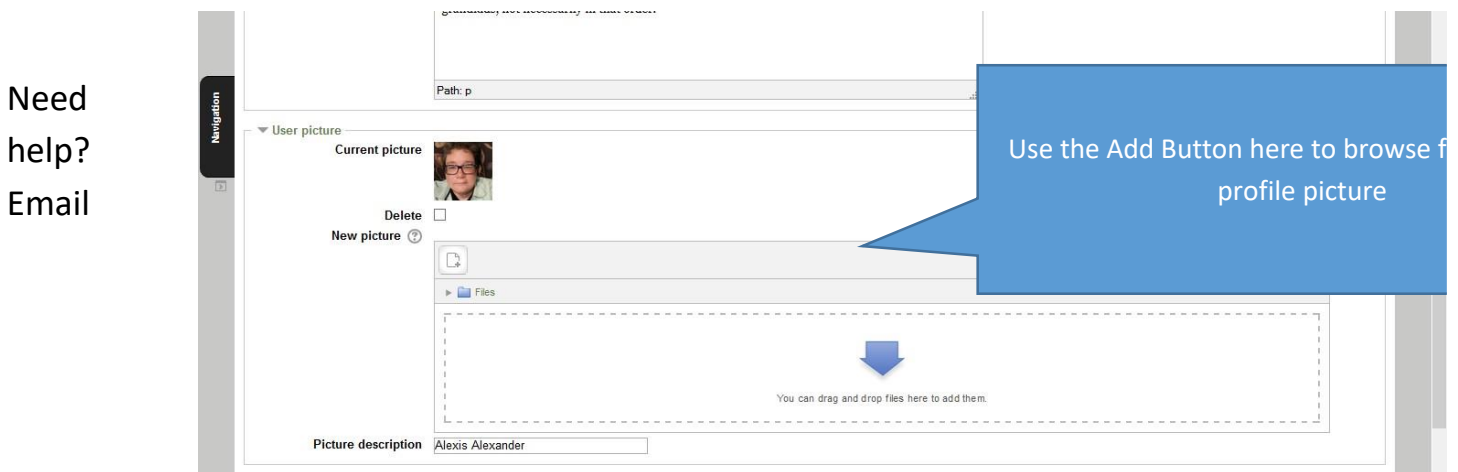 Need
help?
Email
Navigation
Path: p
User picture
Current picture
Delete
New picture
Files
You can drag and drop files here to add them.
Picture description Alexis Alexander
Use the Add Button here to browse
profile picture